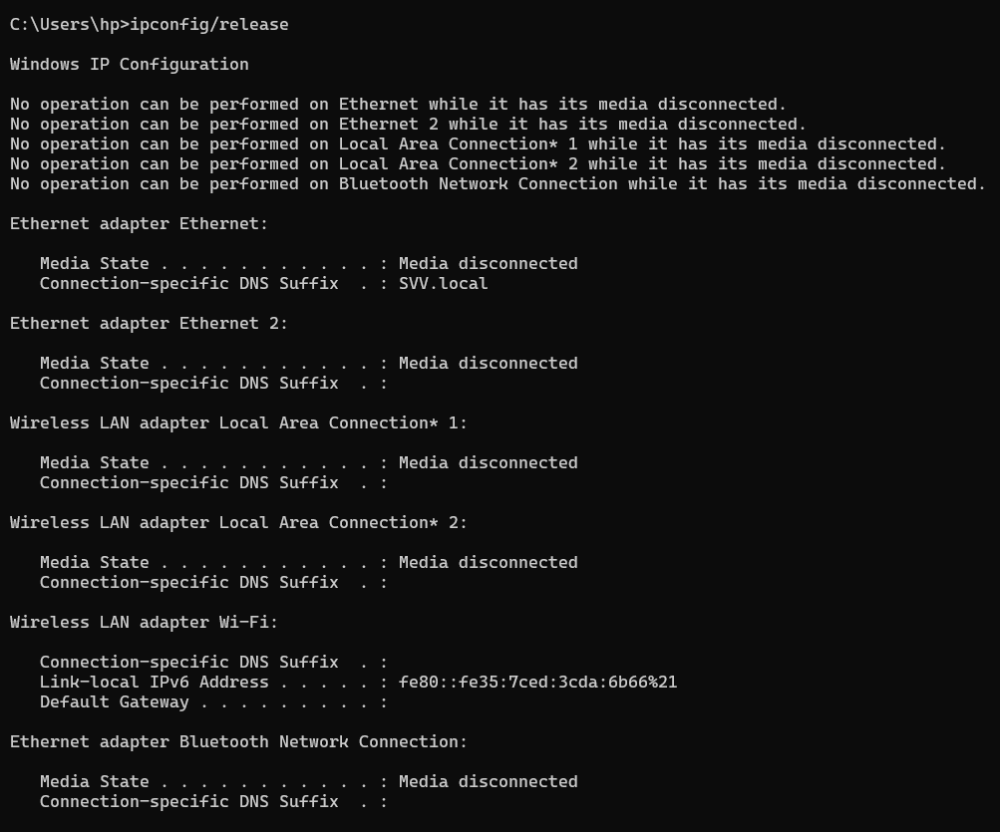 C:\Users\hp>ipconfig/release
Windows IP Configuration
No operation can be performed on Ethernet while it has its media disconnected.
No operation can be performed on Ethernet 2 while it has its media disconnected.
No operation can be performed on Local Area Connection* 1 while it has its media disconnected.
No operation can be performed on Local Area Connection* 2 while it has its media disconnected.
No operation can be performed on Bluetooth Network Connection while it has its media disconnected.
Ethernet adapter Ethernet:
   Media State . . . . . . . . . . . : Media disconnected
   Connection-specific DNS Suffix  . : SVV.local
Ethernet adapter Ethernet 2:
   Media State . . . . . . . . . . . : Media disconnected
   Connection-specific DNS Suffix  . :
Wireless LAN adapter Local Area Connection* 1:
   Media State . . . . . . . . . . . : Media disconnected
   Connection-specific DNS Suffix  . :
Wireless LAN adapter Local Area Connection* 2:
   Media State . . . . . . . . . . . : Media disconnected
   Connection-specific DNS Suffix  . :
Wireless LAN adapter Wi-Fi:
   Connection-specific DNS Suffix  . :
   Link-local IPv6 Address . . . . . : fe80::fe35:7ced:3cda:6b66%21
   Default Gateway . . . . . . . . . :
Ethernet adapter Bluetooth Network Connection:
   Media State . . . . . . . . . . . : Media disconnected
   Connection-specific DNS Suffix  . :